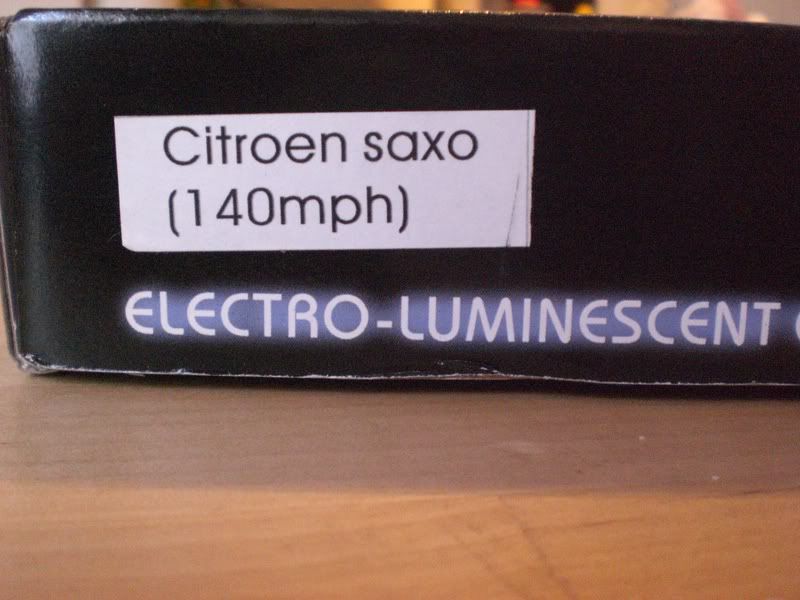 Citroen saxo
(140mph)
ELECTRO-LUMINESCENT